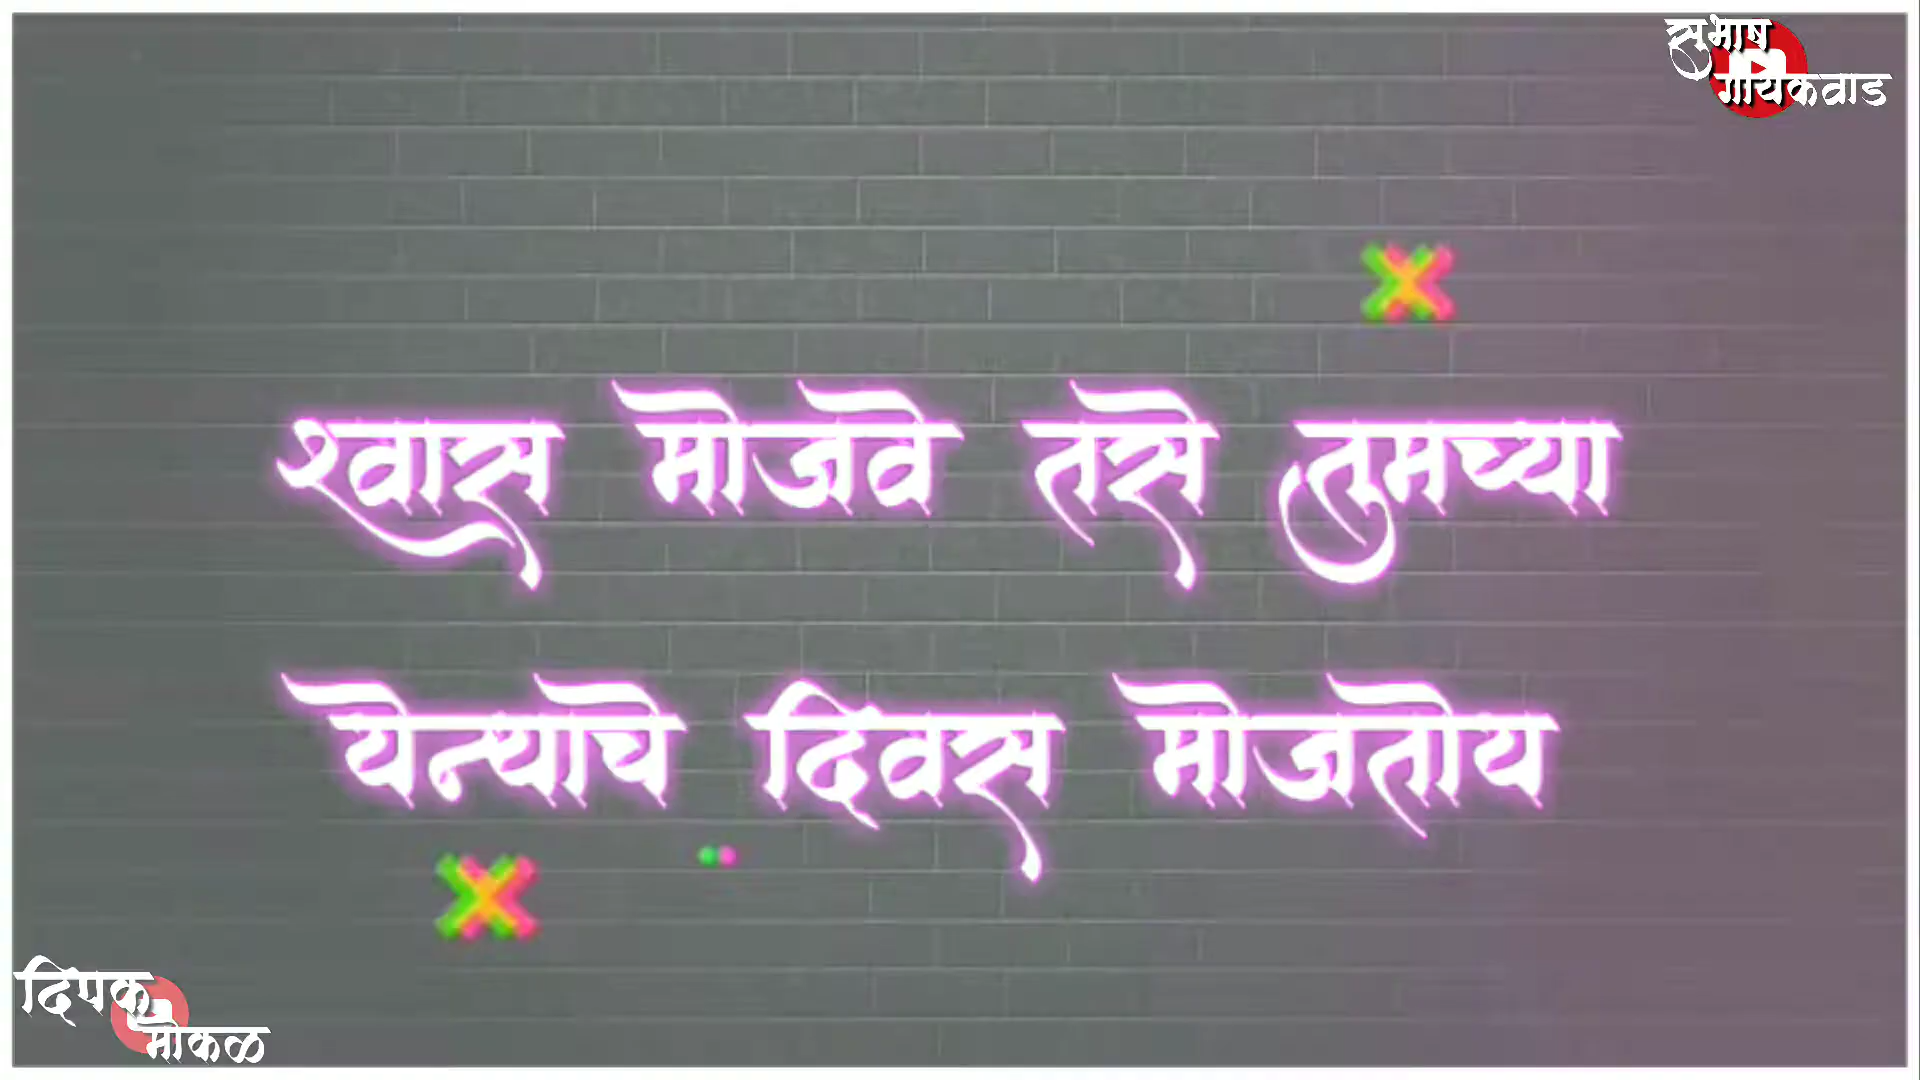 सुभाष
गायकवाड
श्वास मोजवे तसे तुमच्या
येन्याचे दिवस मोजतोय
दिपक
मोकळ